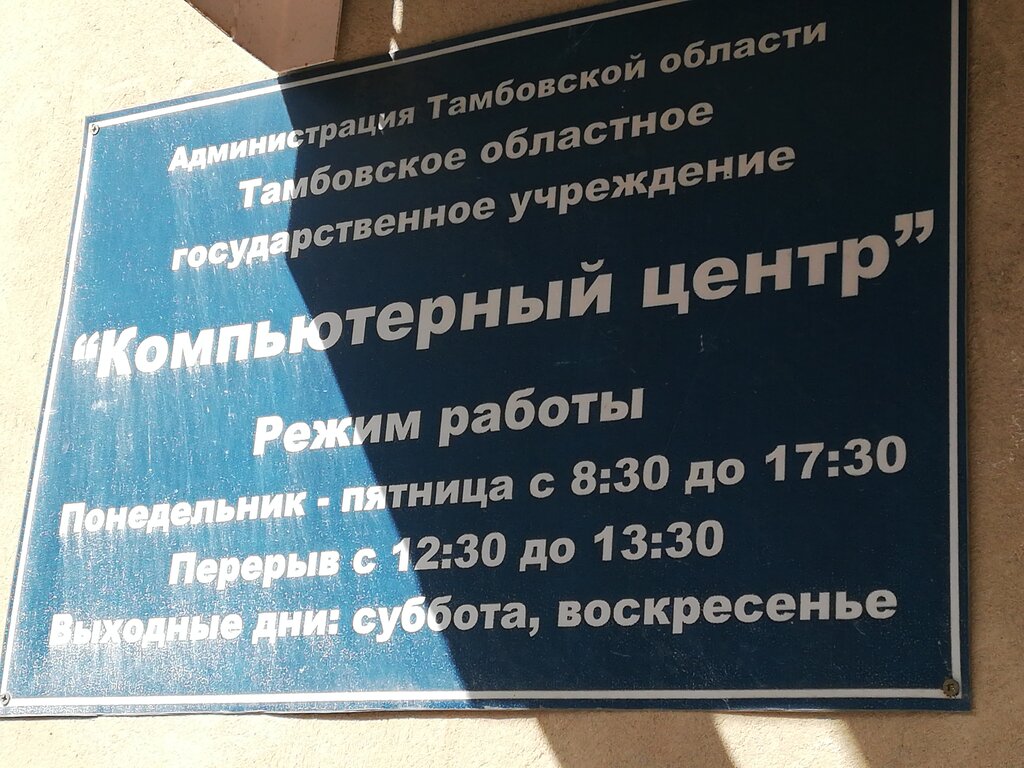 Администрация Тамбовской области
Тамбовское областное
государственное учреждение
“Компьютерный центр”
Режим работы
Понедельник - пятница с 8:30 до 17:30
Перерыв с 12:30 до 13:30
Выходные дни: суббота, воскресенье